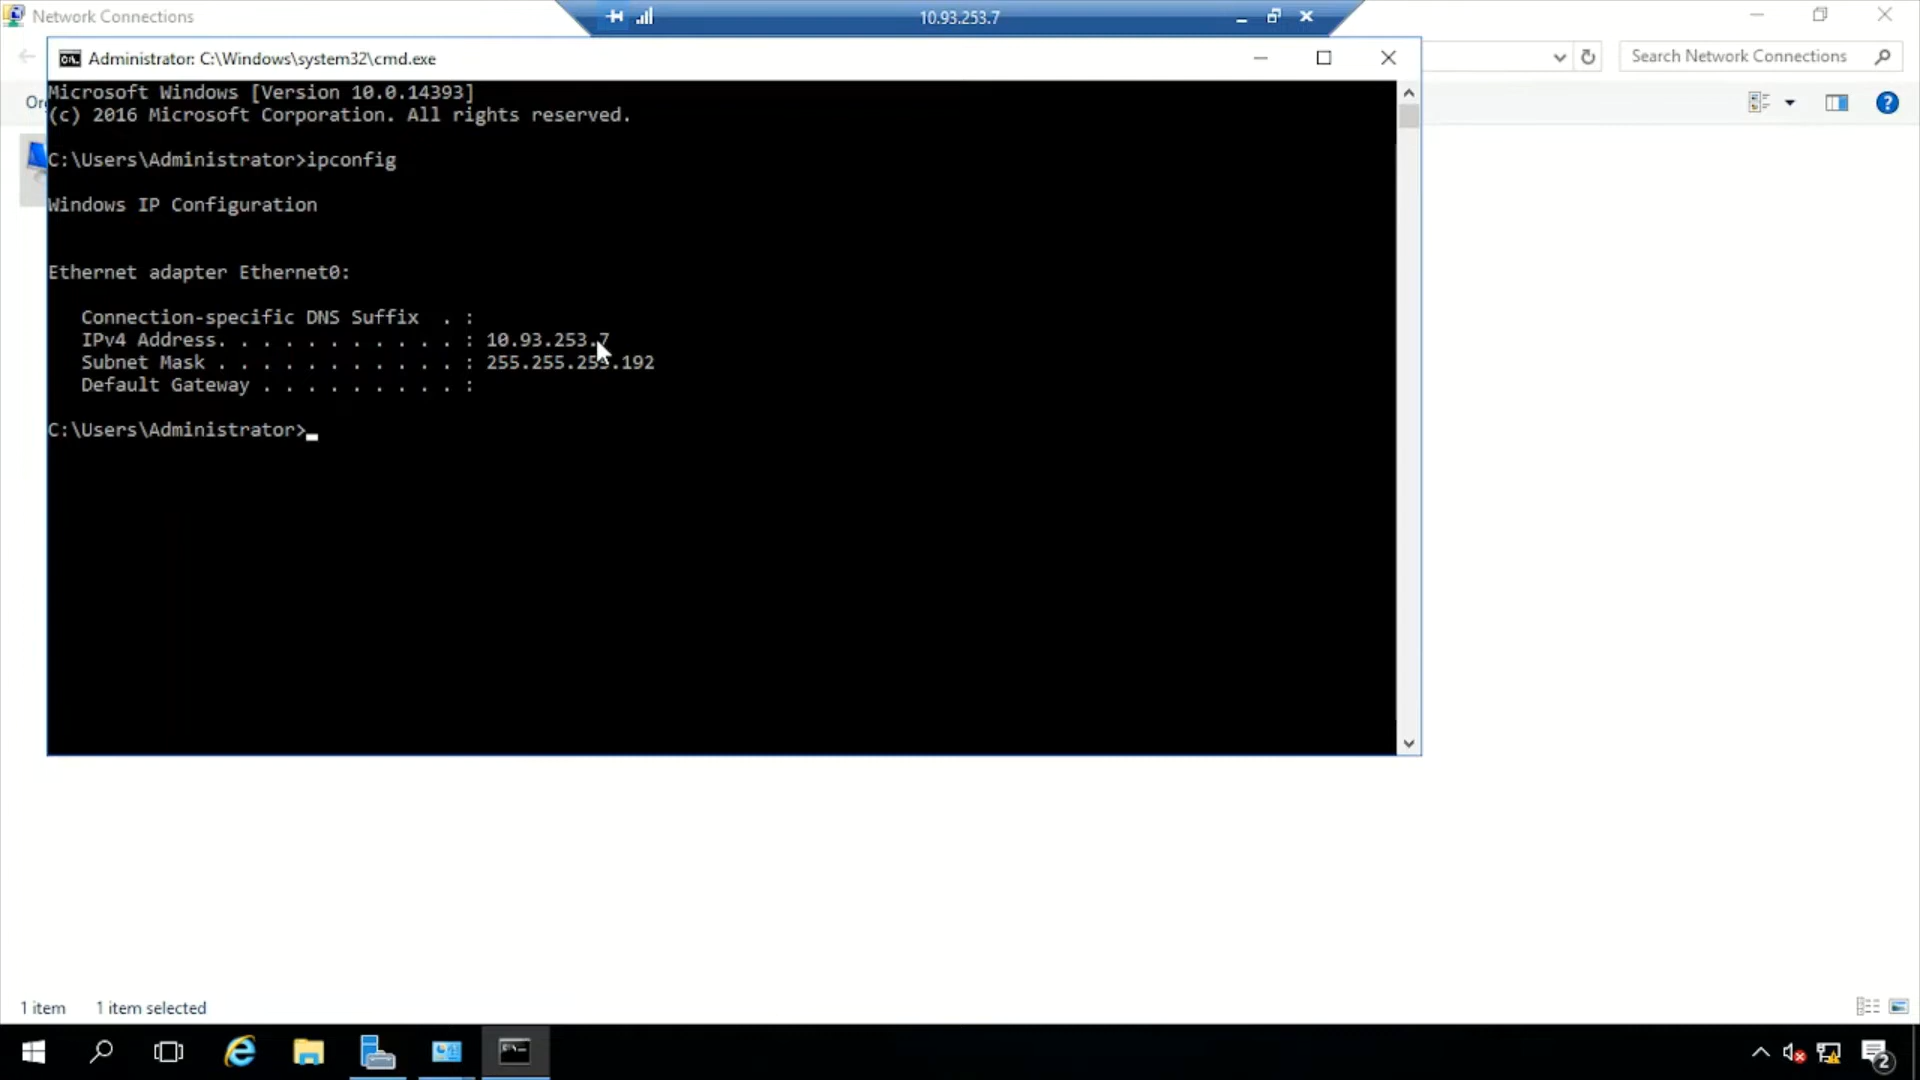 Network Connections
10.93.253.7
Search Network Connections
Administrator: C:\Windows\system32\cmd.exe
Microsoft Windows [Version 10.0.14393]
(c) 2016 Microsoft Corporation. All rights reserved.
C:\Users\Administrator>ipconfig
Windows IP Configuration
Ethernet adapter Ethernet0:
Connection-specific DNS Suffix  . :
IPv4 Address. . . . . . . . . . . : 10.93.253.7
Subnet Mask . . . . . . . . . . . : 255.255.255.192
Default Gateway . . . . . . . . . :
C:\Users\Administrator>
1 item
1 item selected
2